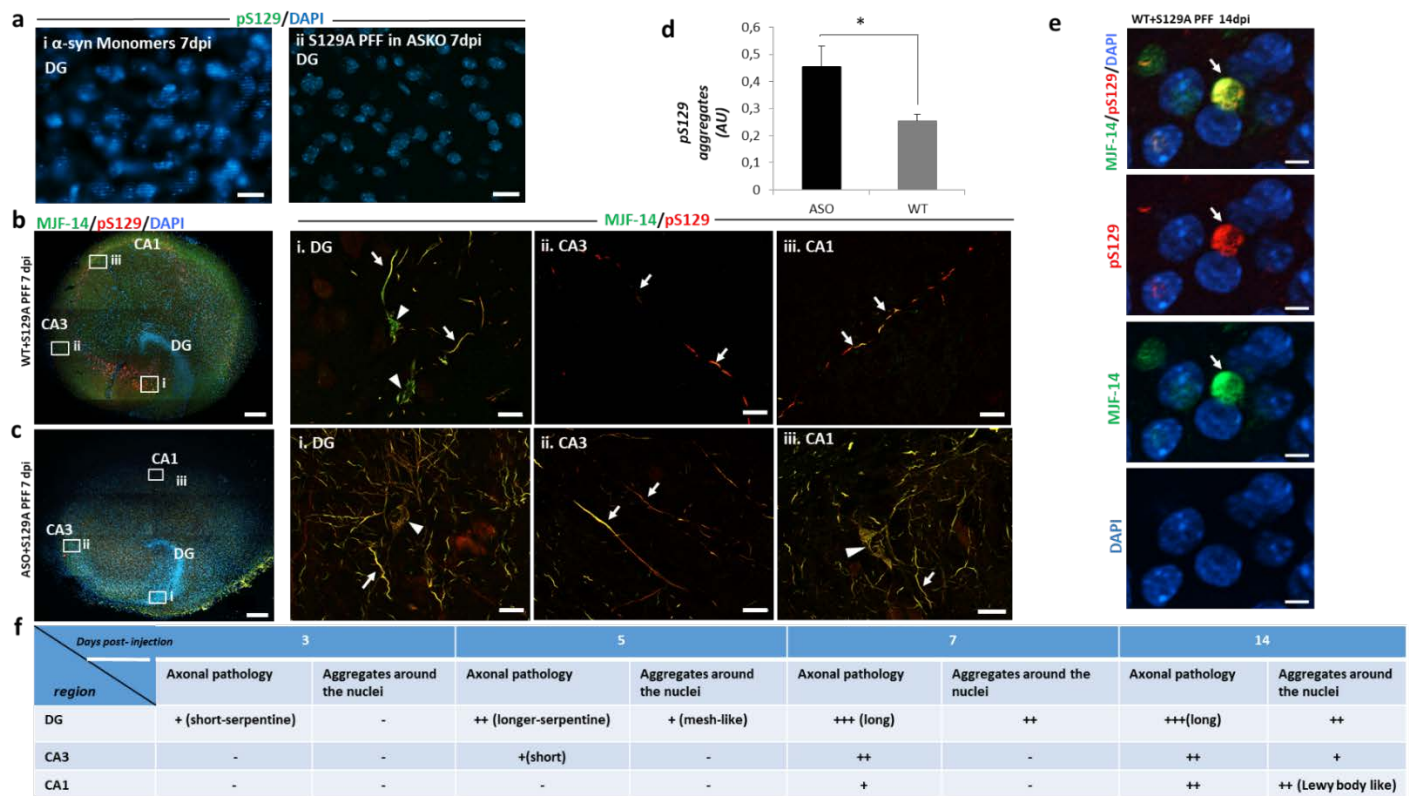 a
pS129/DAPI
i α-syn Monomers 7dpi
DG
ii S129A PFF in ASKO 7dpi
DG
b
MJF-14/pS129/DAPI
WT+S129A PFF 7 dpi
CA1
iii
CA3
ii
DG
i
MJF-14/pS129
i. DG
ii. CA3
iii. CA1
c
ASO+S129A PFF 7 dpi
CA1
iii
CA3
ii
DG
i
i. DG
ii. CA3
iii. CA1
d
pS129
aggregates
(AU)
0,6
0,5
0,4
0,3
0,2
0,1
0
*
ASO
WT
e
WT+S129A PFF 14dpi
MJF-14/pS129/DAPI
pS129
MJF-14
DAPI
f
Days post- injection
region
3
5
7
14
Axonal pathology
Aggregates around
the nuclei
Axonal pathology
Aggregates around
the nuclei
Axonal pathology
Aggregates around the
nuclei
Axonal pathology
Aggregates around
the nuclei
DG
+ (short-serpentine)
-
++ (longer-serpentine)
+ (mesh-like)
+++ (long)
++
+++(long)
++
CA3
-
-
+(short)
-
++
-
++
+
CA1
-
-
-
-
+
-
++
++ (Lewy body like)